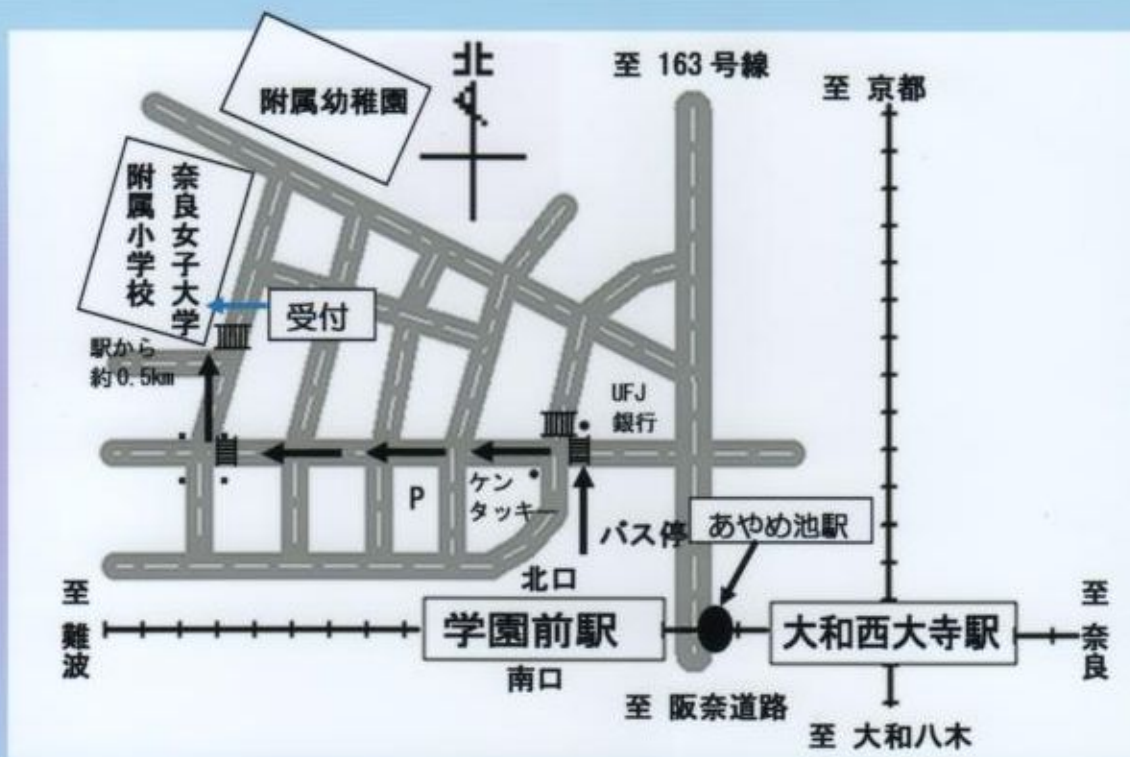 北
至 163 号線
至 京都
附属幼稚園
奈良女子大学
附属小学校
受付
駅から
約0.5km
UFJ
銀行
P
ケン
タッキー
バス停
あやめ池駅
北口
至 難波
学園前駅
大和西大寺駅
至 奈良
南口
至 阪奈道路
至 大和八木